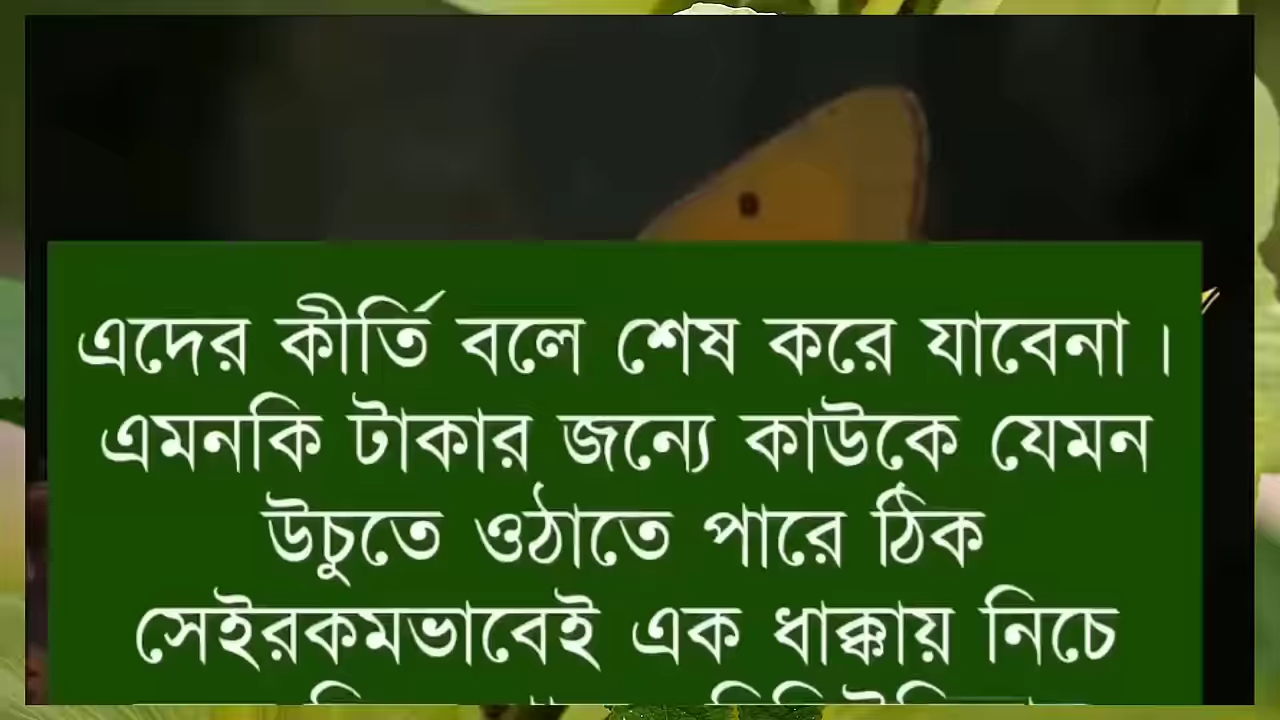 এদের কীর্তি বলে শেষ করে যাবেনা।
এমনকি টাকার জন্যে কাউকে যেমন
উচুতে ওঠাতে পারে ঠিক
সেইরকমভাবেই এক ধাক্কায় নিচে